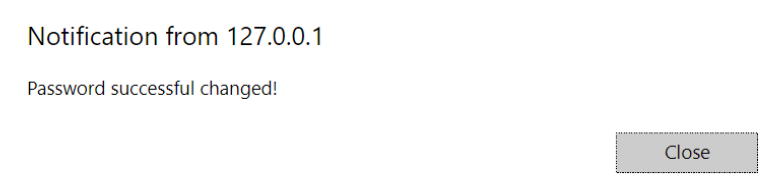 Notification from 127.0.0.1
Password successful changed!
Close